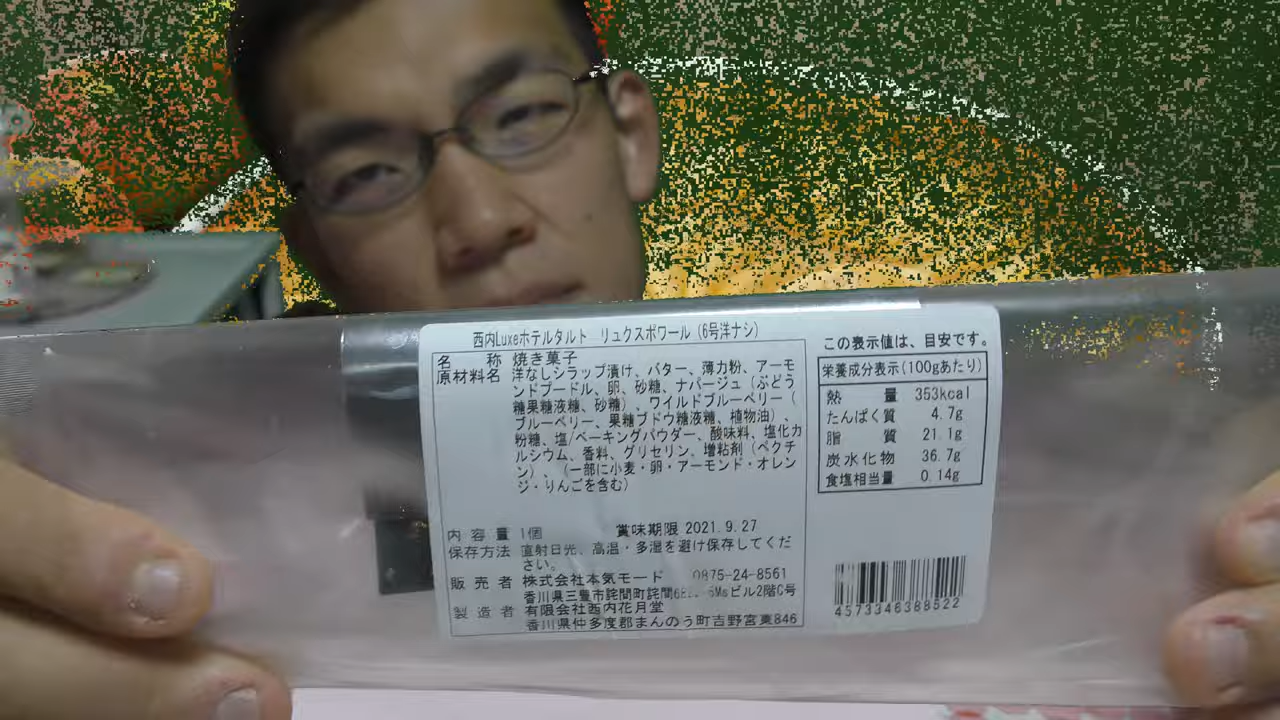 西内Luxeホテルタルト リュクスポワール（6号洋ナシ）
名称 焼き菓子
原材料名 洋なしシラップ漬け、バター、薄力粉、アーモ
ンドプードル、卵、砂糖、ナパージュ（ぶどう
糖果糖液糖、砂糖）、ワイルドブルーベリー（
ブルーベリー、果糖ブドウ糖液糖、植物油）、
粉糖、塩/ベーキングパウダー、酸味料、塩化カ
ルシウム、香料、グリセリン、増粘剤（ペクチ
ン）、（一部に小麦・卵・アーモンド・オレン
ジ・りんごを含む）
内容量 1個 賞味期限 2021.9.27
保存方法 直射日光、高温・多湿を避け保存してくだ
さい。
販売者 株式会社本気モード 0875-24-8561
香川県三豊市詫間町詫間 ビル2階C号
製造者 有限会社西内花月堂
香川県仲多度郡まんのう町吉野宮東846
この表示値は、目安です。
栄養成分表示(100gあたり)
熱量 353kcal
たんぱく質 4.7g
脂質 21.1g
炭水化物 36.7g
食塩相当量 0.14g
4573346388522